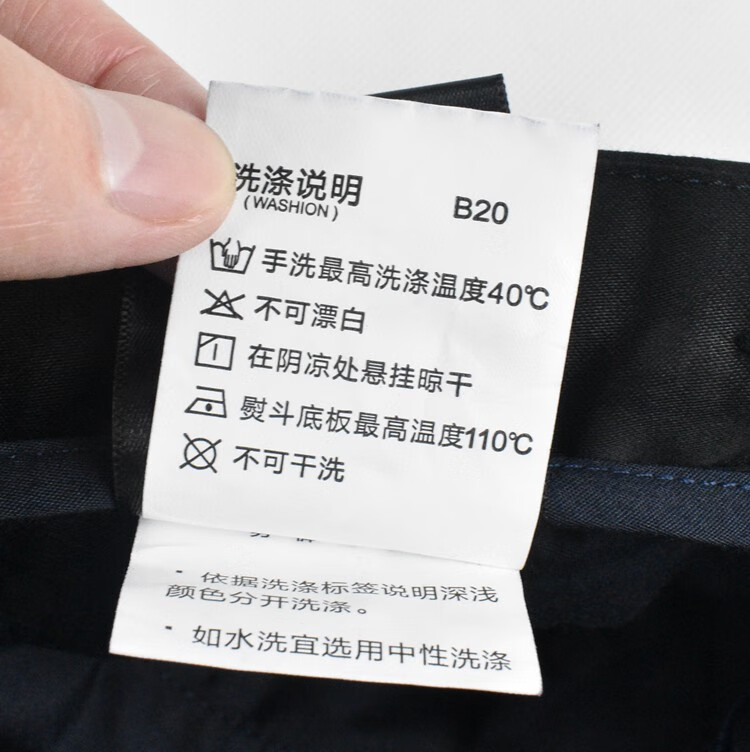 洗涤说明
(WASHION)
B20
手洗最高洗涤温度40℃
不可漂白
在阴凉处悬挂晾干
熨斗底板最高温度110℃
不可干洗
· 依据洗涤标签说明深浅
颜色分开洗涤。
· 如水洗宜选用中性洗涤